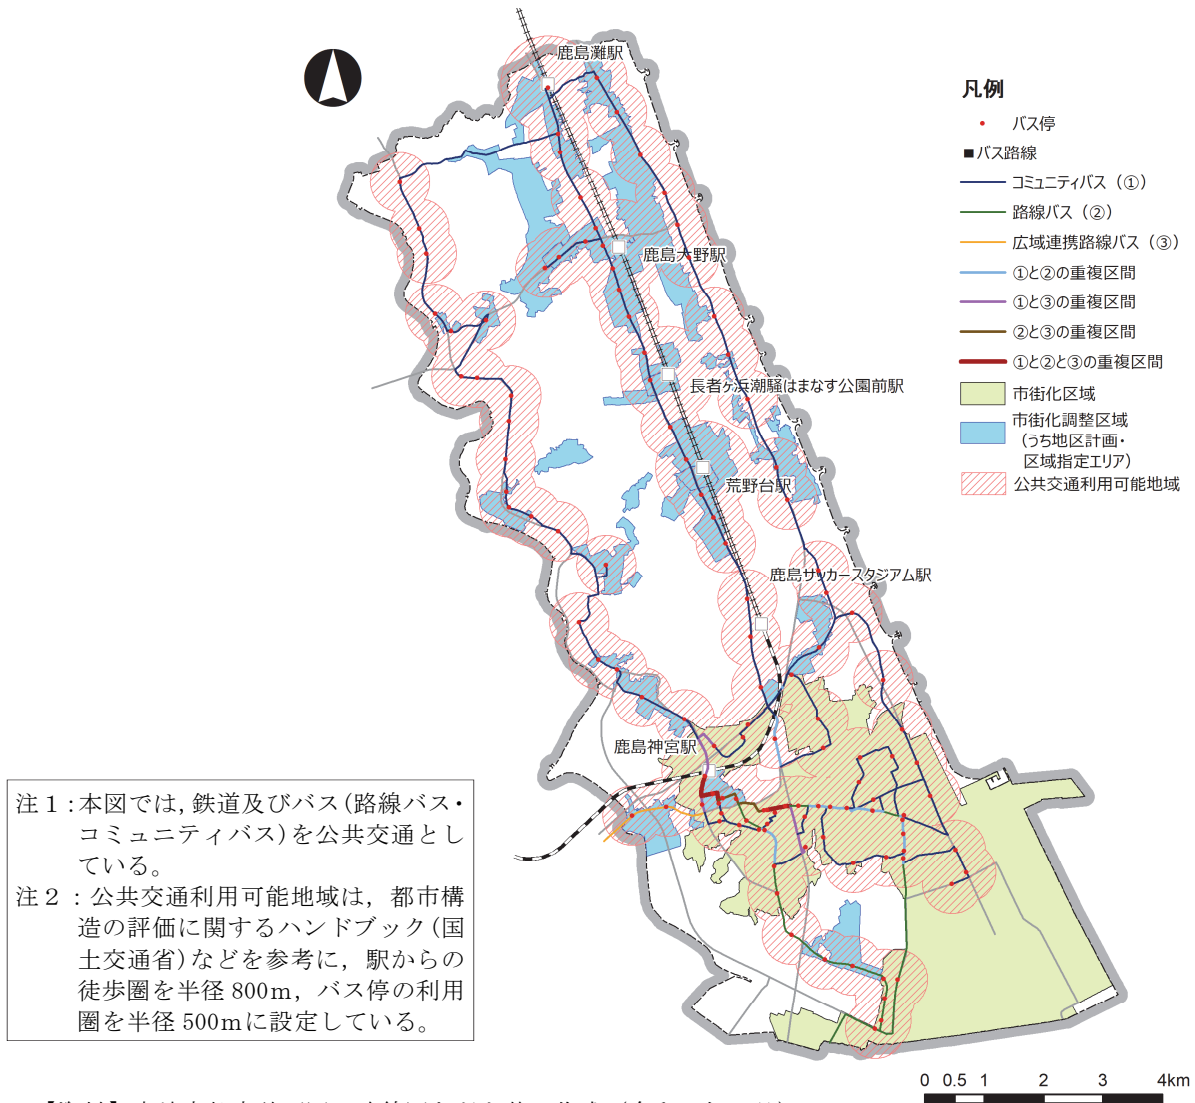 鹿島灘駅
鹿島大野駅
長者ヶ浜潮騒はまなす公園前駅
荒野台駅
鹿島サッカースタジアム駅
鹿島神宮駅
凡例
バス停
バス路線
コミュニティバス（①）
路線バス（②）
広域連携路線バス（③）
①と②の重複区間
①と③の重複区間
②と③の重複区間
①と②と③の重複区間
市街化区域
市街化調整区域
（うち地区計画・
区域指定エリア）
公共交通利用可能地域
注１：本図では，鉄道及びバス（路線バス・
コミュニティバス）を公共交通とし
ている。
注２：公共交通利用可能地域は，都市構
造の評価に関するハンドブック（国
土交通省）などを参考に，駅からの
徒歩圏を半径 800m，バス停の利用
圏を半径 500mに設定している。
0 0.5 1 2 3 4km